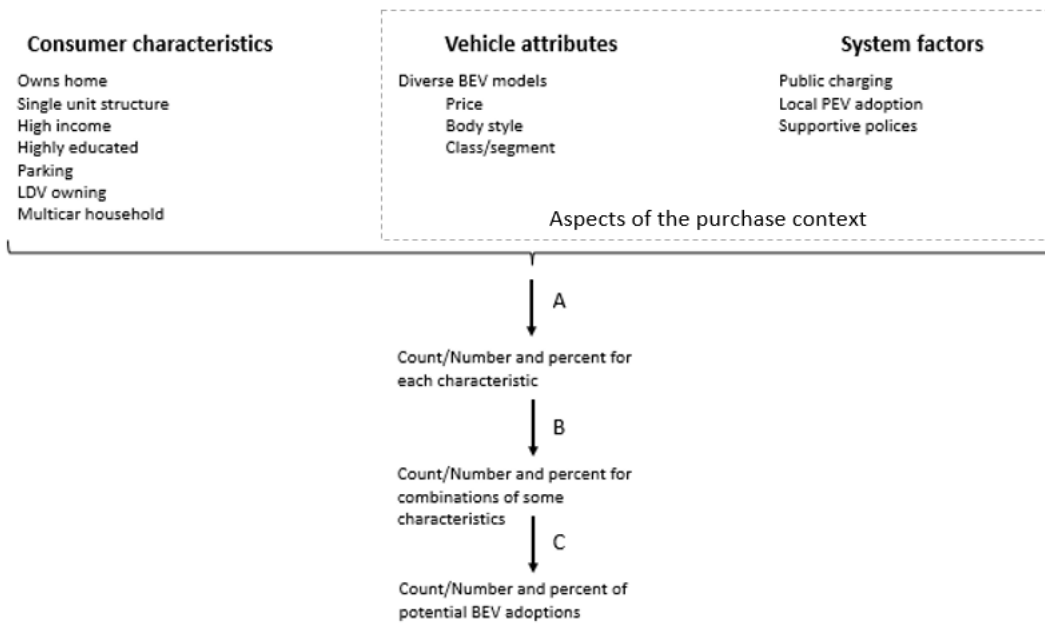 Consumer characteristics
Owns home
Single unit structure
High income
Highly educated
Parking
LDV owning
Multicar household
Vehicle attributes
Diverse BEV models
Price
Body style
Class/segment
System factors
Public charging
Local PEV adoption
Supportive polices
Aspects of the purchase context
A
Count/Number and percent for
each characteristic
B
Count/Number and percent for
combinations of some
characteristics
C
Count/Number and percent of
potential BEV adoptions